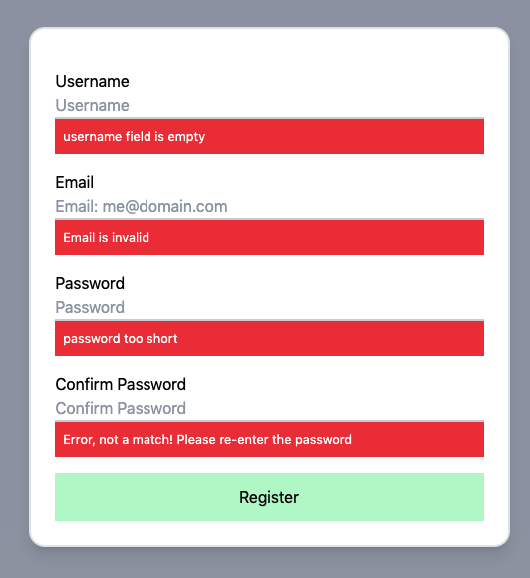 Username
Username
username field is empty
Email
Email: me@domain.com
Email is invalid
Password
Password
password too short
Confirm Password
Confirm Password
Error, not a match! Please re-enter the password
Register